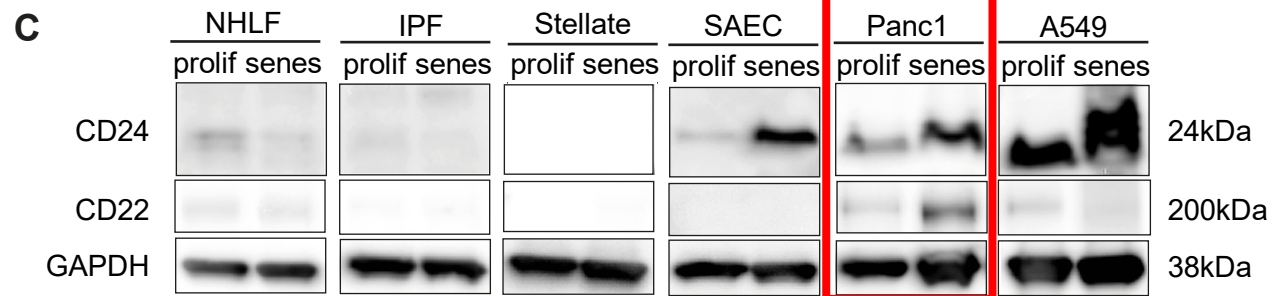 C
NHLF IPF Stellate SAEC Panc1 A549
prolif senes prolif senes prolif senes prolif senes prolif senes prolif senes
CD24 24kDa
CD22 200kDa
GAPDH 38kDa